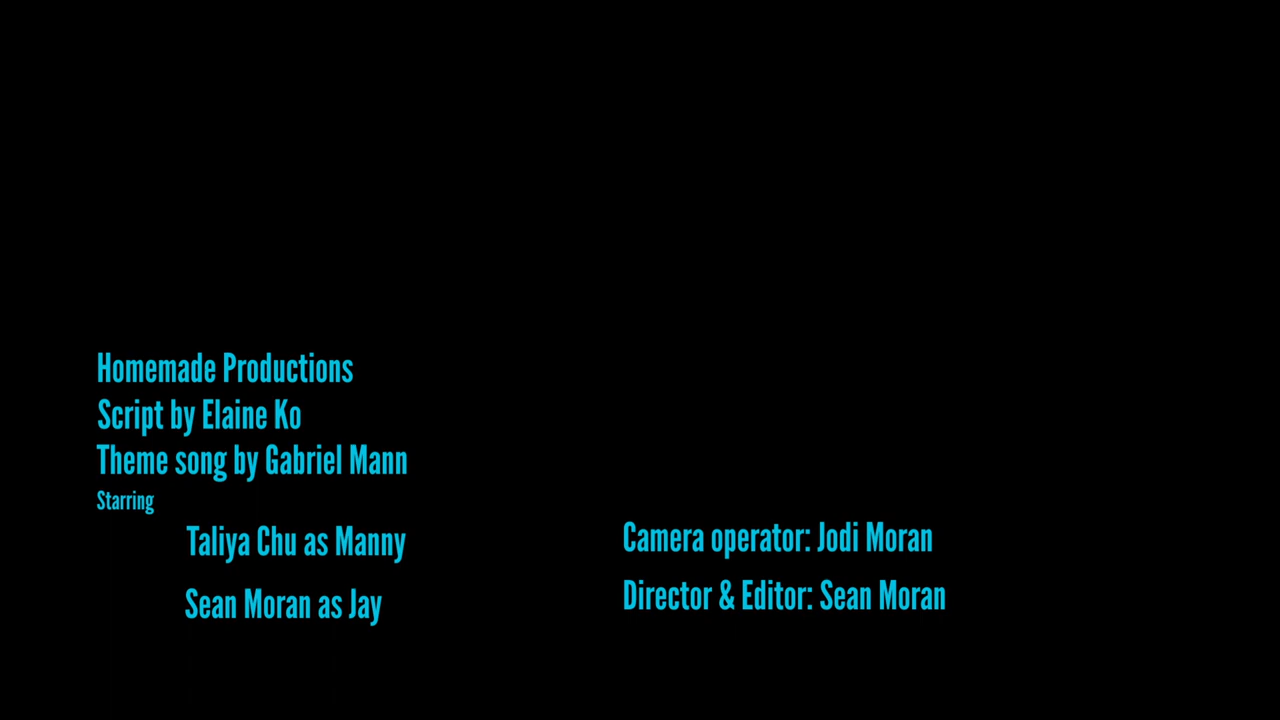 Homemade Productions
Script by Elaine Ko
Theme song by Gabriel Mann
Starring
Taliya Chu as Manny
Sean Moran as Jay
Camera operator: Jodi Moran
Director & Editor: Sean Moran